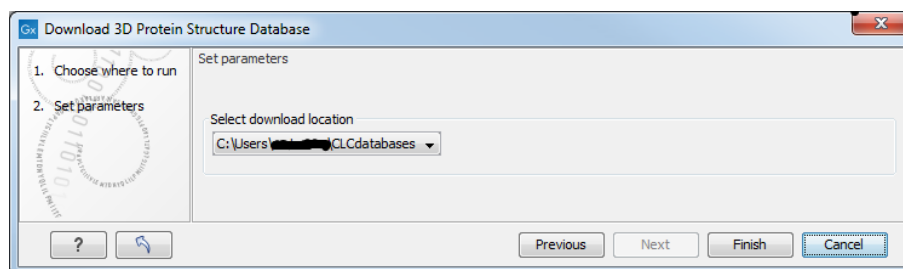 Gx Download 3D Protein Structure Database
1. Choose where to run
2. Set parameters
Set parameters
Select download location
C:\Users\ \CLCdatabases
?
Previous
Next
Finish
Cancel